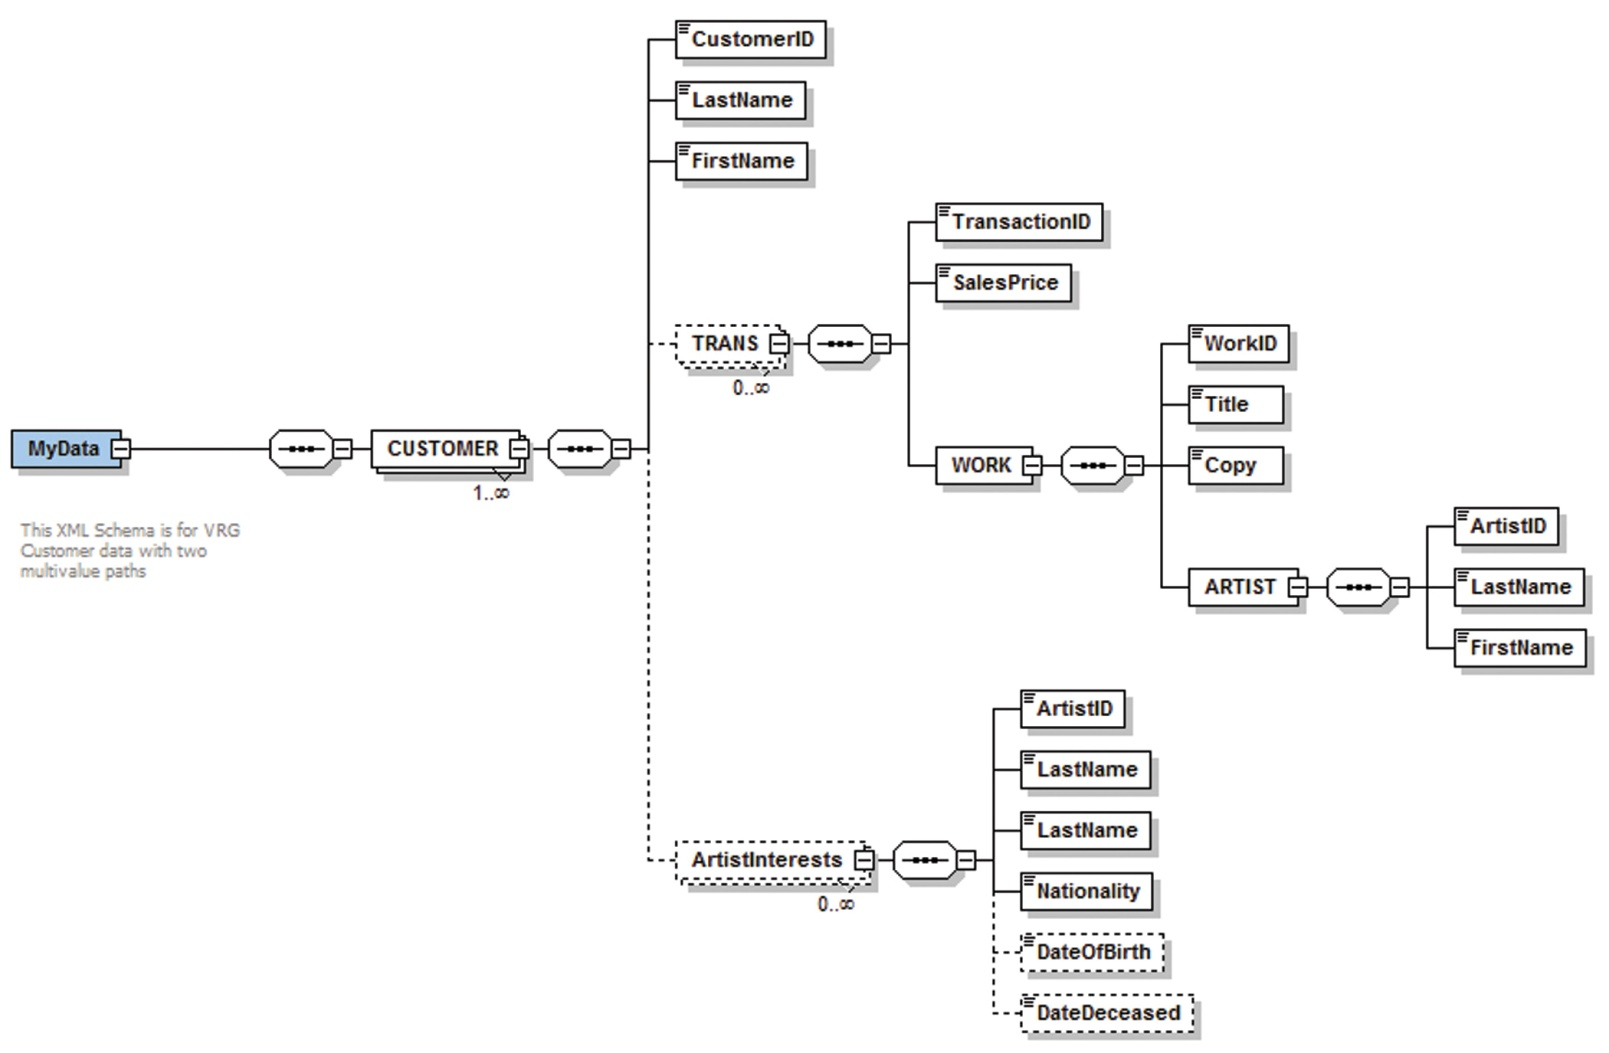 CustomerID
LastName
FirstName
TransactionID
SalesPrice
TRANS
0..∞
WorkID
Title
Copy
WORK
MyData
CUSTOMER
1..∞
This XML Schema is for VRG
Customer data with two
multivalue paths
ARTIST
ArtistID
LastName
FirstName
ArtistInterests
0..∞
ArtistID
LastName
LastName
Nationality
DateOfBirth
DateDeceased